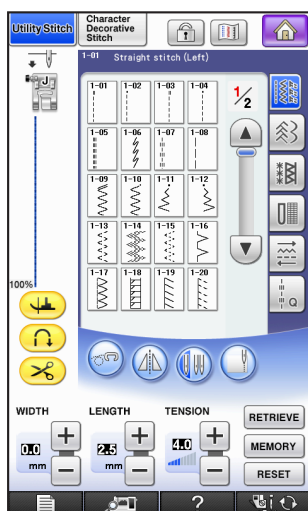 Utility Stitch
Character
Decorative
Stitch
1-01 Straight stitch (Left)
J
1-01 1-02 1-03 1-04
1/2
1-05 1-06 1-07 1-08
1-09 1-10 1-11 1-12
1-13 1-14 1-15 1-16
1-17 1-18 1-19 1-20
Q
100%
WIDTH LENGTH TENSION
0.0 mm
2.5 mm
4.0
+ + +
− − −
RETRIEVE
MEMORY
RESET
? i